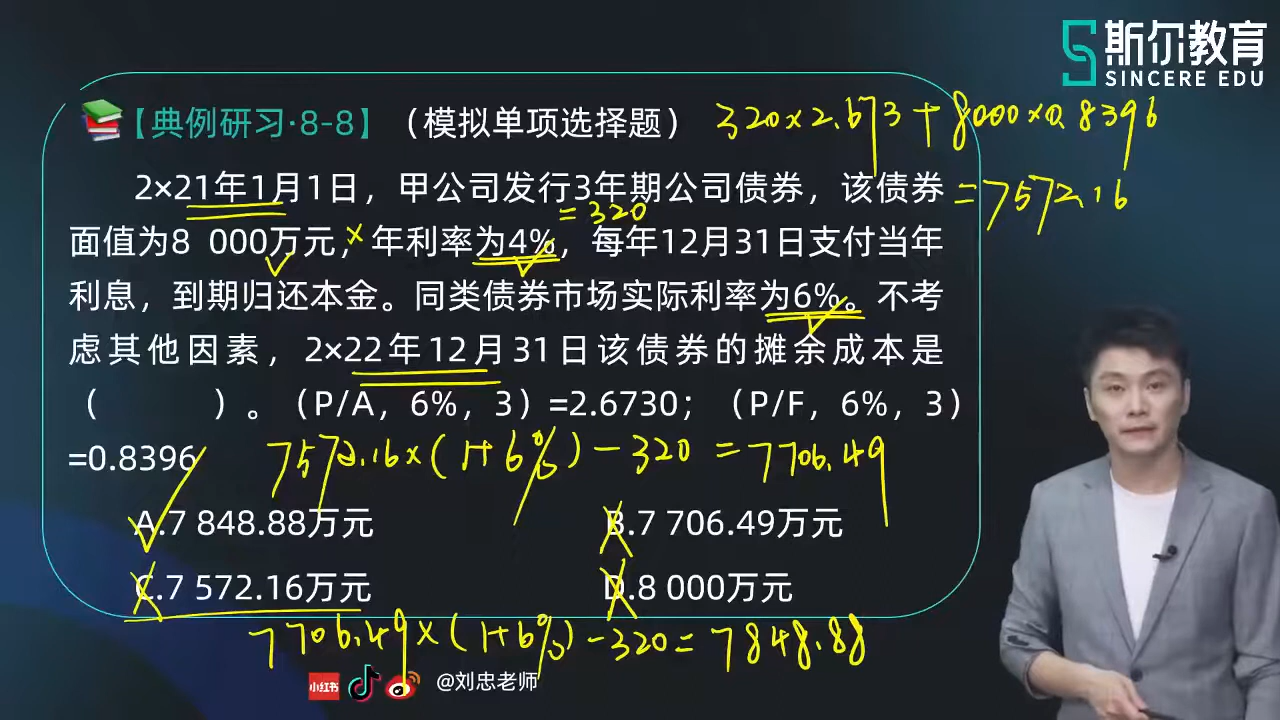 斯尔教育
SINCERE EDU
【典例研习·8-8】（模拟单项选择题）
320×2.673+8000×0.8396
=7572.16
2×21年1月1日，甲公司发行3年期公司债券，该债券
=320
面值为8 000万元，× 年利率为4%，每年12月31日支付当年
利息，到期归还本金。同类债券市场实际利率为6%。不考
虑其他因素，2×22年12月31日该债券的摊余成本是
（ ）。（P/A，6%，3）=2.6730；（P/F，6%，3）
=0.8396
7572.16×(1+6%)-320=7706.49
A.7 848.88万元 B.7 706.49万元
C.7 572.16万元 D.8 000万元
7706.49×(1+6%)-320=7848.88
小红书 @刘忠老师